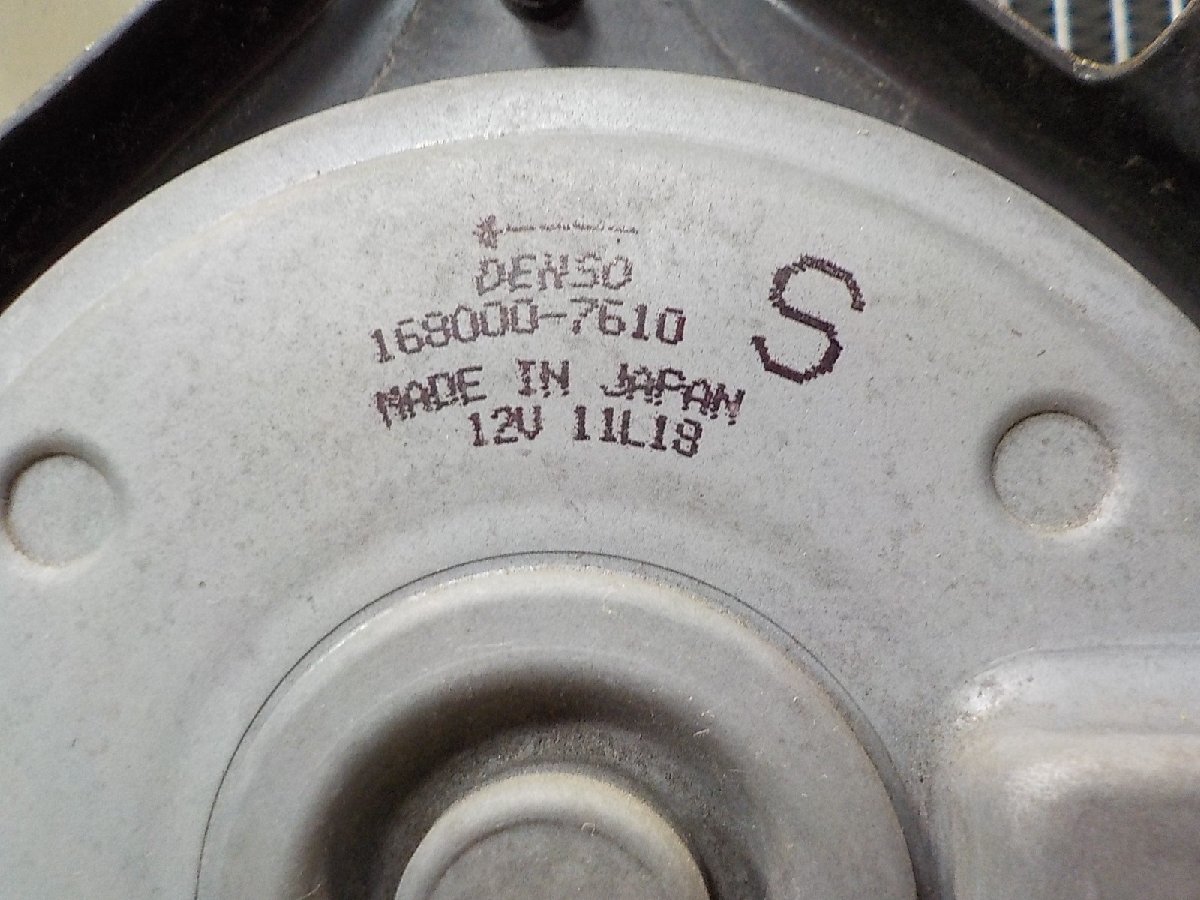 DENSO
168000-7610
S
MADE IN JAPAN
12V 11L18